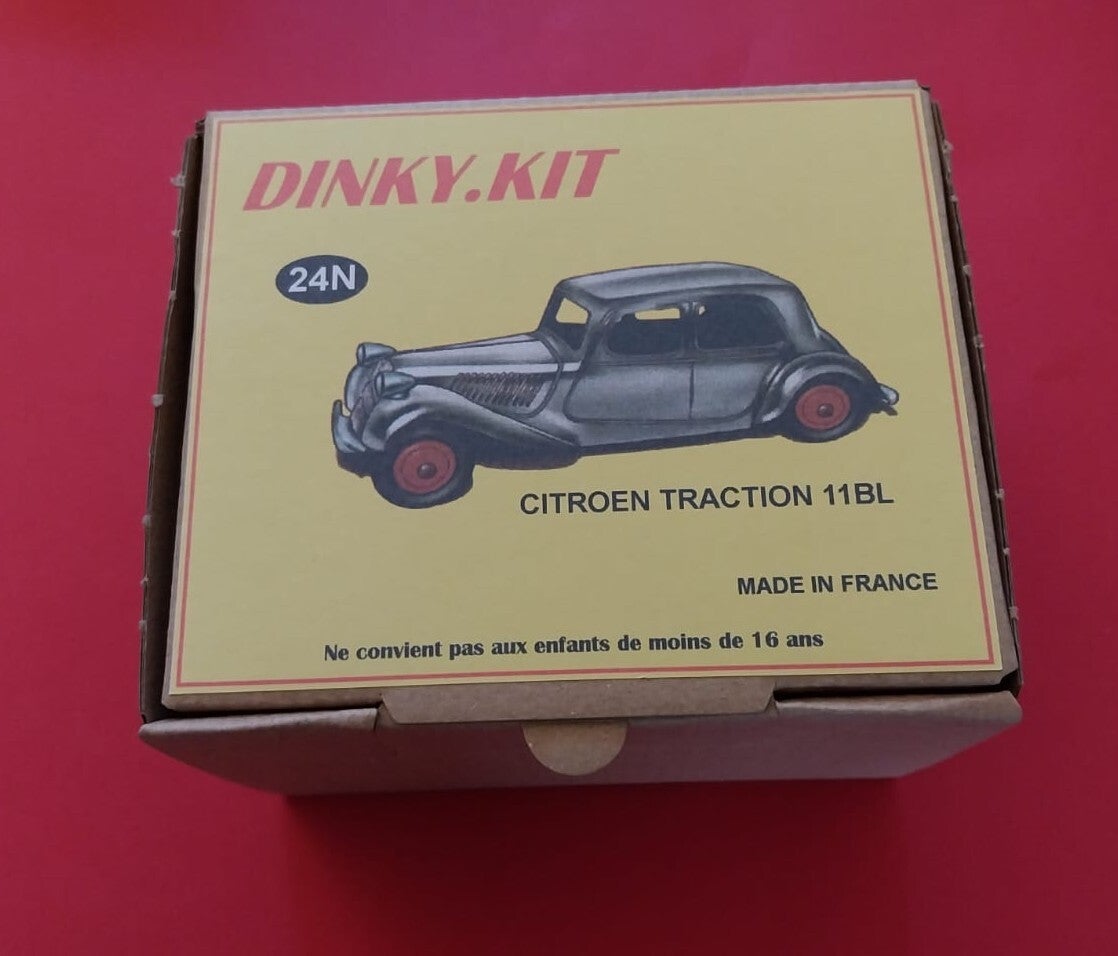 DINKY.KIT
24N
CITROEN TRACTION 11BL
MADE IN FRANCE
Ne convient pas aux enfants de moins de 16 ans